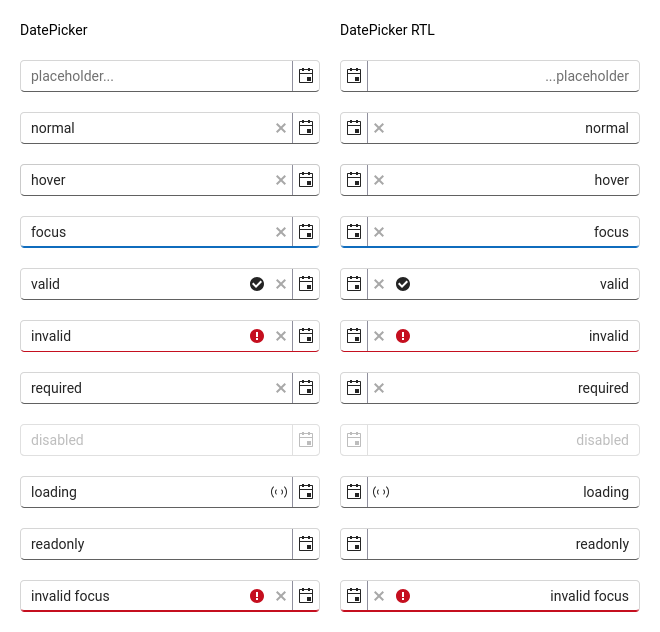 DatePicker
DatePicker RTL
placeholder...
...placeholder
normal
normal
hover
hover
focus
focus
valid
valid
invalid
invalid
required
required
disabled
disabled
loading
loading
readonly
readonly
invalid focus
invalid focus